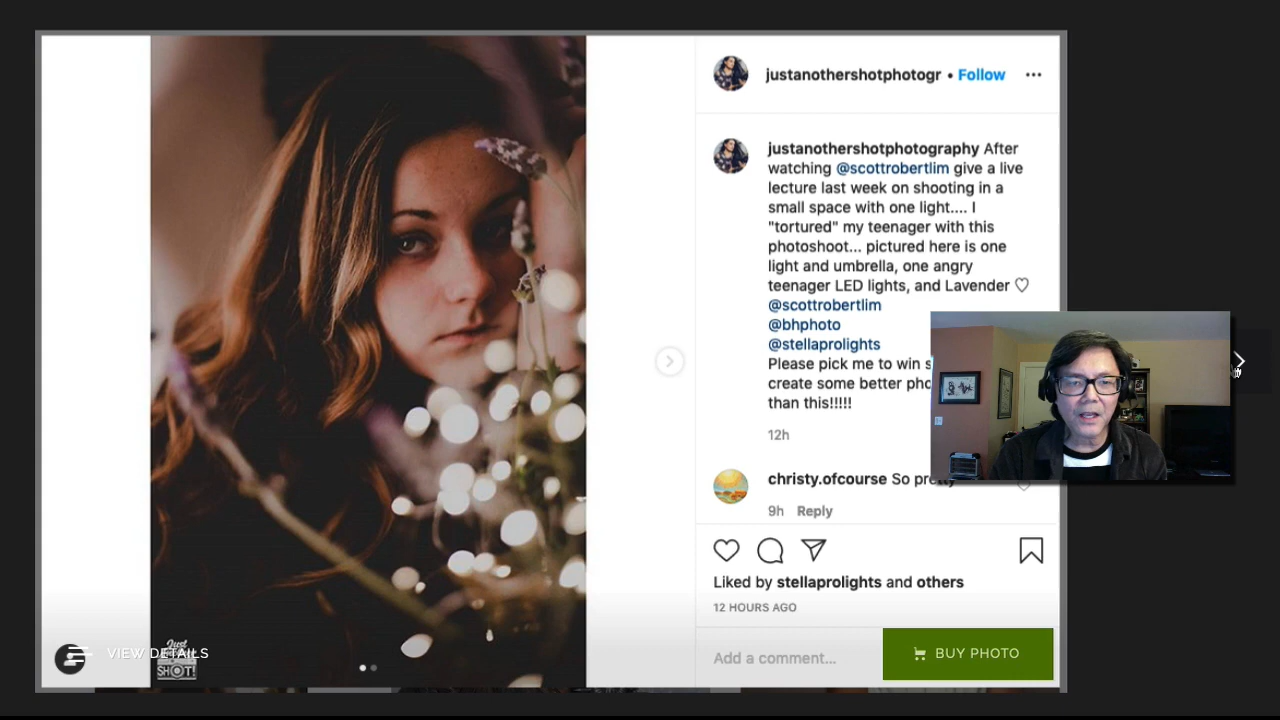 justanothershotphotogr • Follow
justanothershotphotography After
watching @scottrobertlim give a live
lecture last week on shooting in a
small space with one light.... I
"tortured" my teenager with this
photoshoot... pictured here is one
light and umbrella, one angry
teenager LED lights, and Lavender ♡
@scottrobertlim
@bhphoto
@stellaprolights
Please pick me to win
create some better
than this!!!!!
12h
christy.ofcourse So pretty
9h Reply
Liked by stellaprolights and others
12 HOURS AGO
Add a comment...
BUY PHOTO
VIEW DETAILS
Just
SHOT!